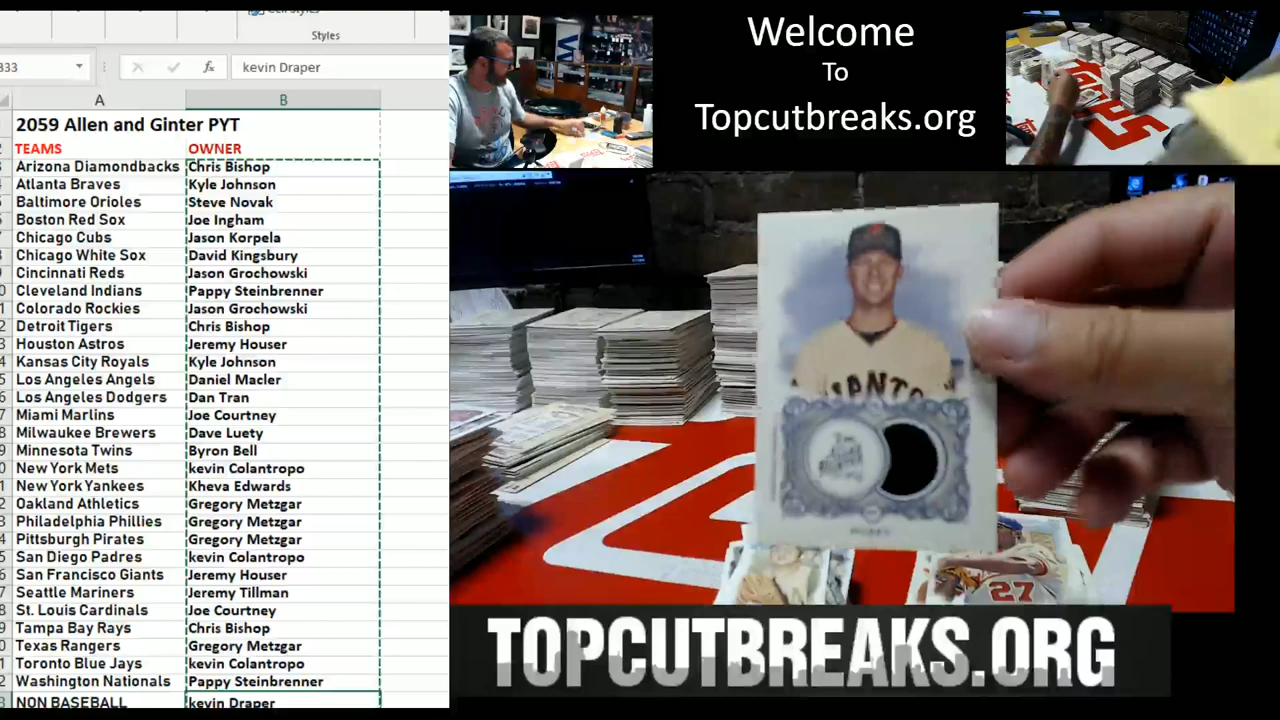 Styles
333
fx
kevin Draper
A
B
2059 Allen and Ginter PYT
TEAMS OWNER
Arizona Diamondbacks Chris Bishop
Atlanta Braves Kyle Johnson
Baltimore Orioles Steve Novak
Boston Red Sox Joe Ingham
Chicago Cubs Jason Korpela
Chicago White Sox David Kingsbury
Cincinnati Reds Jason Grochowski
Cleveland Indians Pappy Steinbrenner
Colorado Rockies Jason Grochowski
Detroit Tigers Chris Bishop
Houston Astros Jeremy Houser
Kansas City Royals Kyle Johnson
Los Angeles Angels Daniel Macler
Los Angeles Dodgers Dan Tran
Miami Marlins Joe Courtney
Milwaukee Brewers Dave Luety
Minnesota Twins Byron Bell
New York Mets kevin Colantropo
New York Yankees Kheva Edwards
Oakland Athletics Gregory Metzgar
Philadelphia Phillies Gregory Metzgar
Pittsburgh Pirates Gregory Metzgar
San Diego Padres kevin Colantropo
San Francisco Giants Jeremy Houser
Seattle Mariners Jeremy Tillman
St. Louis Cardinals Joe Courtney
Tampa Bay Rays Chris Bishop
Texas Rangers Gregory Metzgar
Toronto Blue Jays kevin Colantropo
Washington Nationals Pappy Steinbrenner
NON BASEBALL kevin Draper
Welcome
To
Topcutbreaks.org
27
TOPCUTBREAKS.ORG